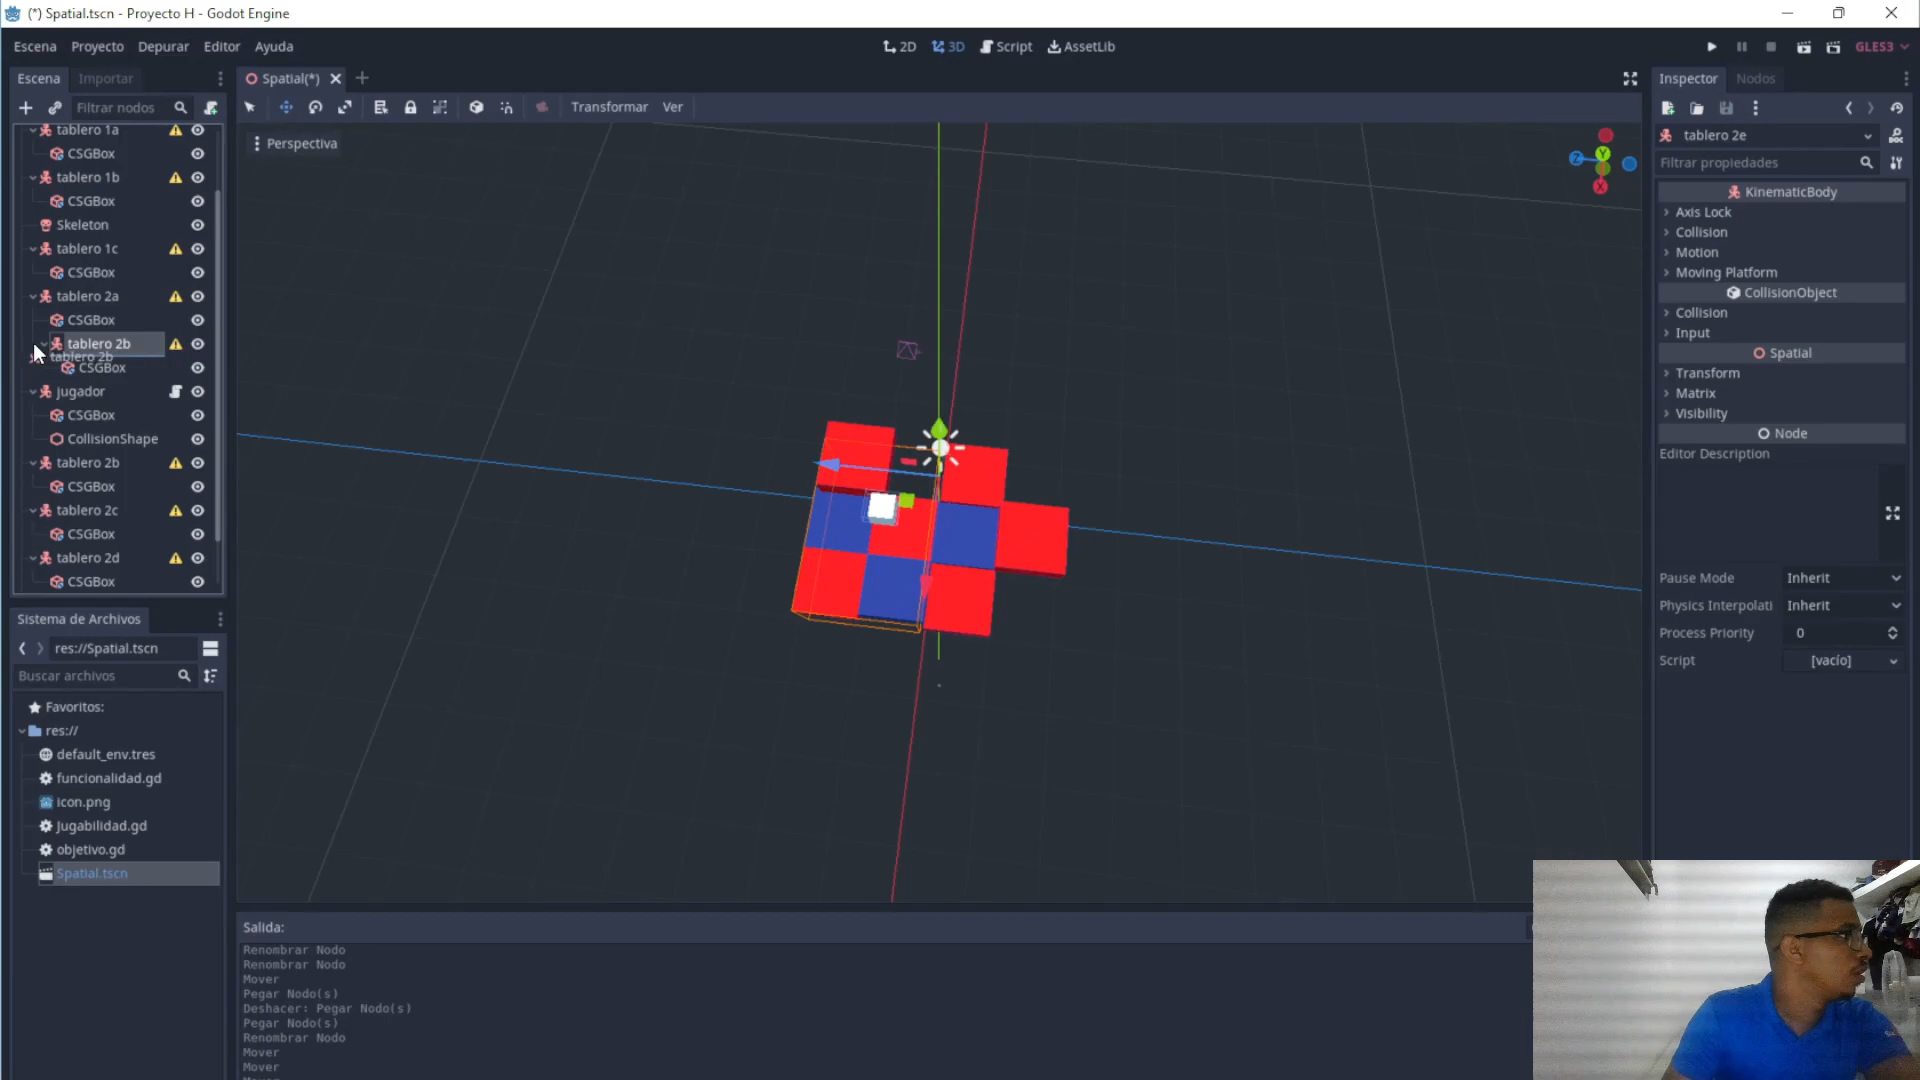 (*) Spatial.tscn - Proyecto H - Godot Engine
Escena Proyecto Depurar Editor Ayuda
2D 3D Script AssetLib
GLES3
Escena Importar
Spatial(*)
Inspector Nodos
Filtrar nodos
Transformar Ver
tablero 1a
CSGBox
tablero 1b
CSGBox
Skeleton
tablero 1c
CSGBox
tablero 2a
CSGBox
tablero 2b
tablero 2b
CSGBox
jugador
CSGBox
CollisionShape
tablero 2b
CSGBox
tablero 2c
CSGBox
tablero 2d
CSGBox
Perspectiva
Y
Z
X
tablero 2e
Filtrar propiedades
KinematicBody
Axis Lock
Collision
Motion
Moving Platform
CollisionObject
Collision
Input
Spatial
Transform
Matrix
Visibility
Node
Editor Description
Pause Mode Inherit
Physics Interpolati Inherit
Process Priority 0
Script [vacío]
Sistema de Archivos
res://Spatial.tscn
Buscar archivos
Favoritos:
res://
default_env.tres
funcionalidad.gd
icon.png
Jugabilidad.gd
objetivo.gd
Spatial.tscn
Salida:
Renombrar Nodo
Renombrar Nodo
Mover
Pegar Nodo(s)
Deshacer: Pegar Nodo(s)
Pegar Nodo(s)
Renombrar Nodo
Mover
Mover